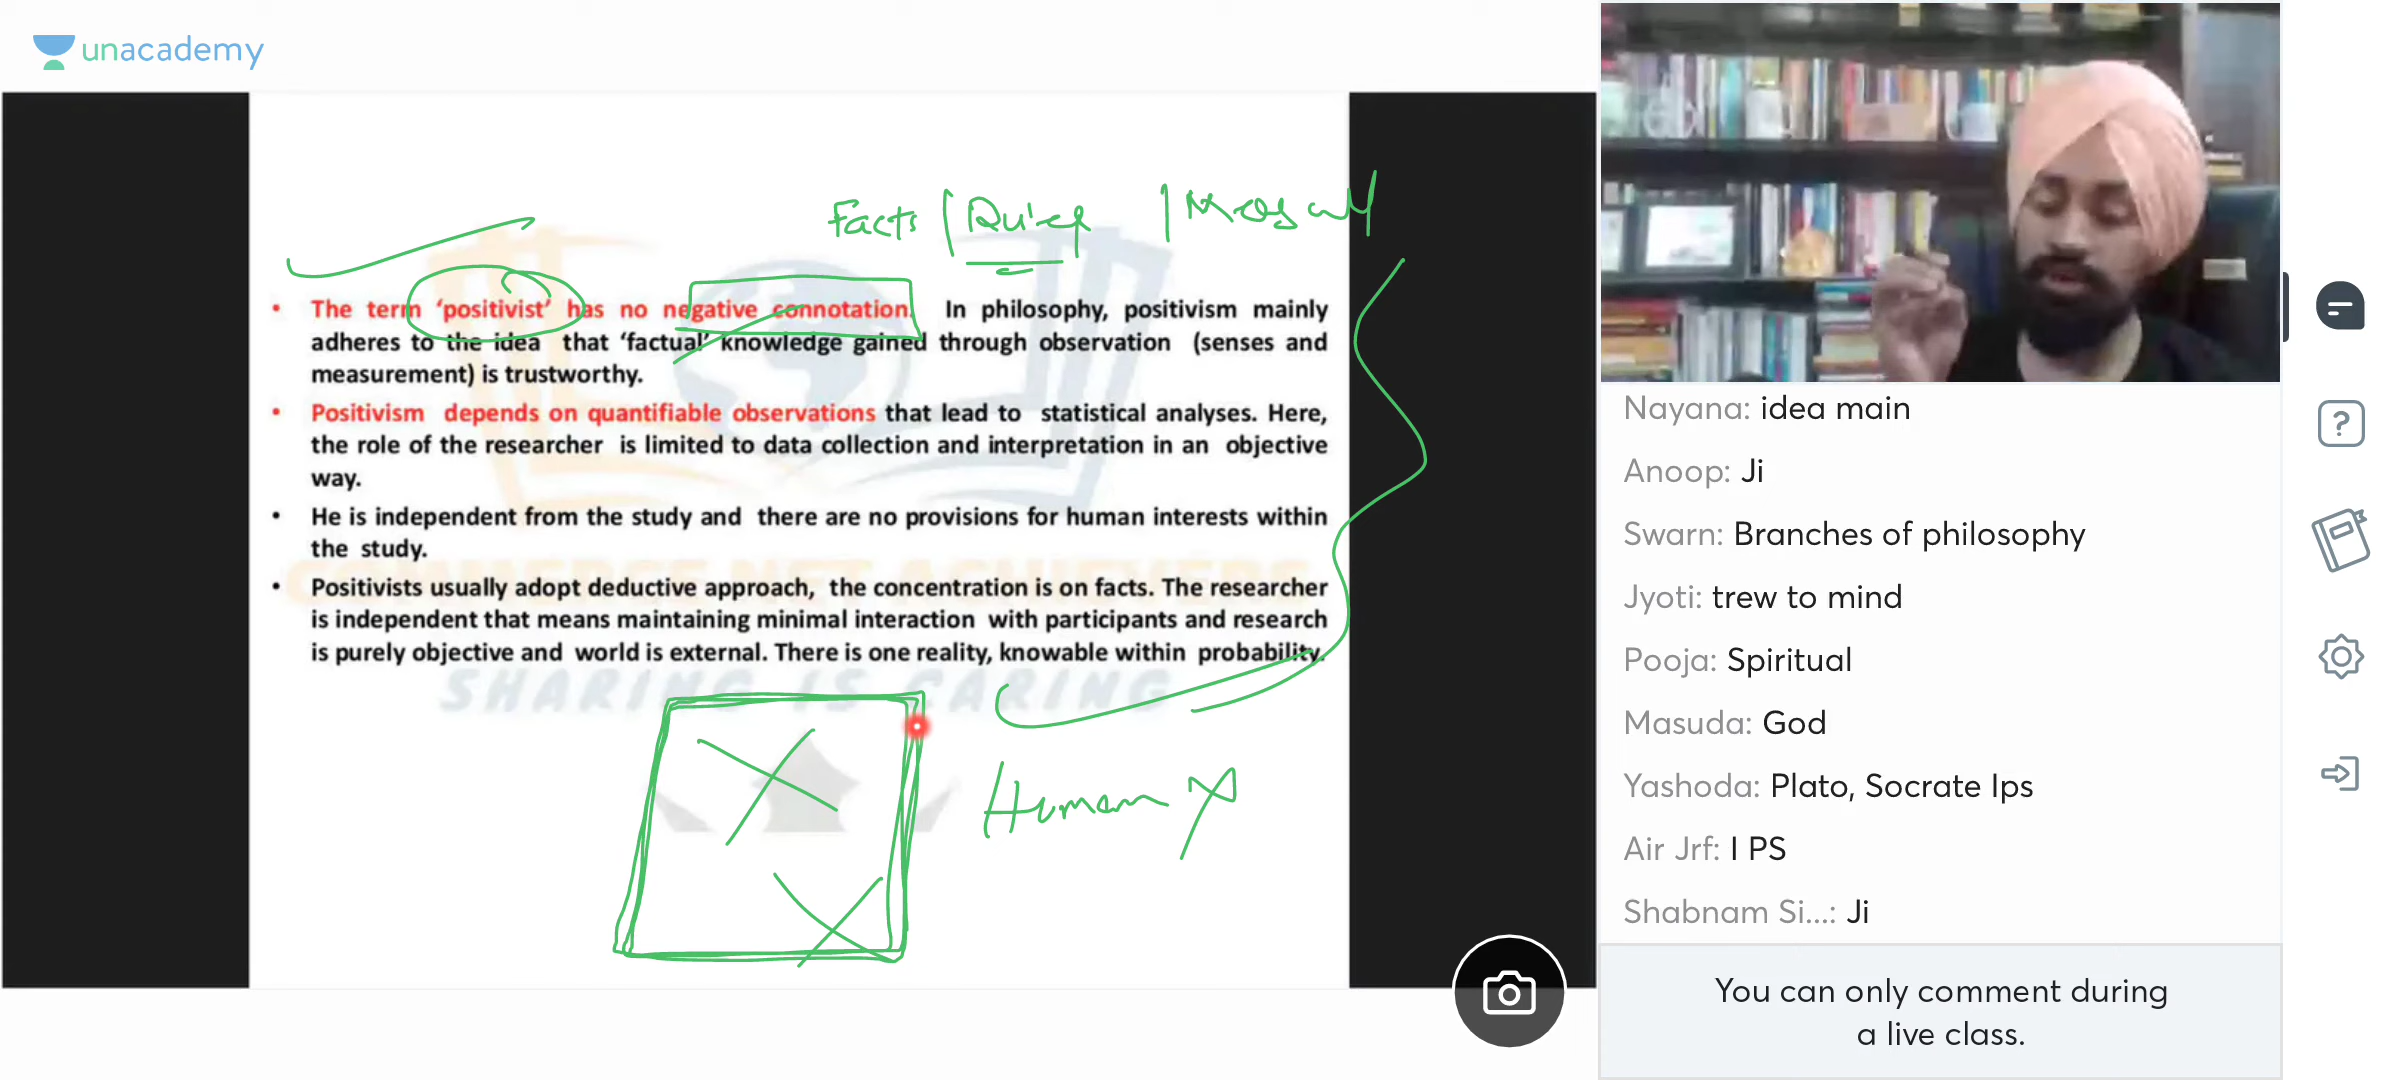 unacademy
Facts
• The term ‘positivist’ has no negative connotation. In philosophy, positivism mainly
adheres to the idea that ‘factual’ knowledge gained through observation (senses and
measurement) is trustworthy.
• Positivism depends on quantifiable observations that lead to statistical analyses. Here,
the role of the researcher is limited to data collection and interpretation in an objective
way.
• He is independent from the study and there are no provisions for human interests within
the study.
• Positivists usually adopt deductive approach, the concentration is on facts. The researcher
is independent that means maintaining minimal interaction with participants and research
is purely objective and world is external. There is one reality, knowable within probability.
SHARING IS CARING
Human
Nayana: idea main
Anoop: Ji
Swarn: Branches of philosophy
Jyoti: trew to mind
Pooja: Spiritual
Masuda: God
Yashoda: Plato, Socrate Ips
Air Jrf: I PS
Shabnam Si...: Ji
You can only comment during
a live class.